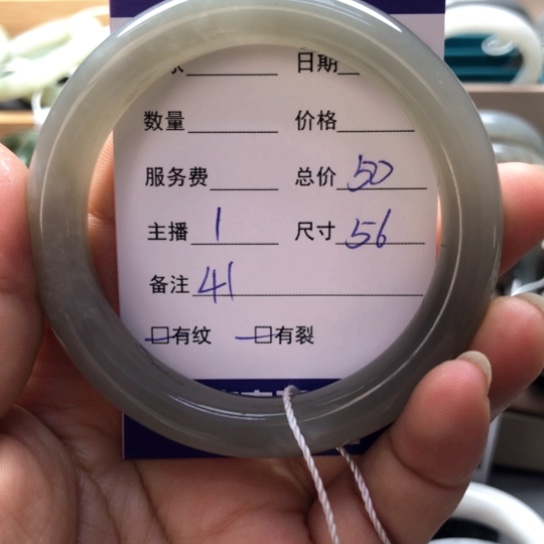 日期
数量 价格
服务费 总价 50
主播 1 尺寸 56
备注 41
□有纹 □有裂